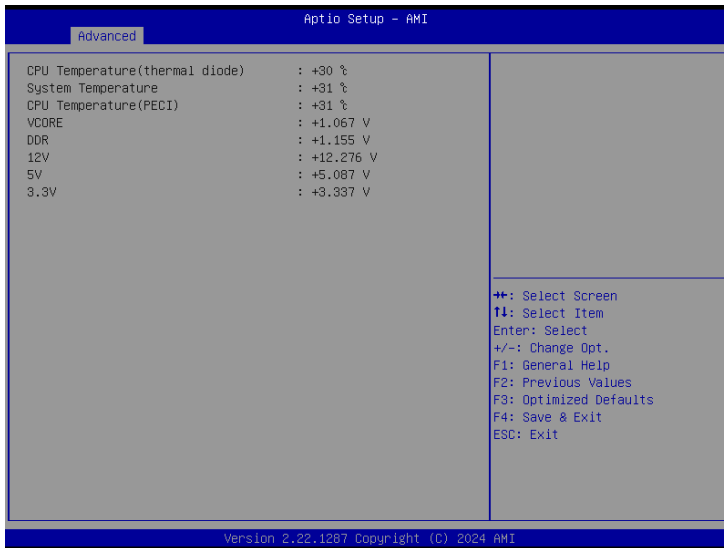 Aptio Setup - AMI
Advanced
CPU Temperature(thermal diode) : +30 ℃
System Temperature : +31 ℃
CPU Temperature(PECI) : +31 ℃
VCORE : +1.067 V
DDR : +1.155 V
12V : +12.276 V
5V : +5.087 V
3.3V : +3.337 V
→←: Select Screen
↑↓: Select Item
Enter: Select
+/-: Change Opt.
F1: General Help
F2: Previous Values
F3: Optimized Defaults
F4: Save & Exit
ESC: Exit
Version 2.22.1287 Copyright (C) 2024 AMI